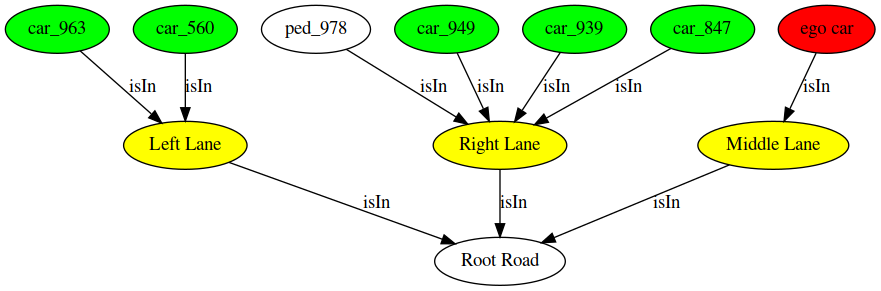 car_963
car_560
ped_978
car_949
car_939
car_847
ego car
isIn
isIn
isIn
isIn
isIn
isIn
isIn
Left Lane
Right Lane
Middle Lane
isIn
isIn
isIn
Root Road